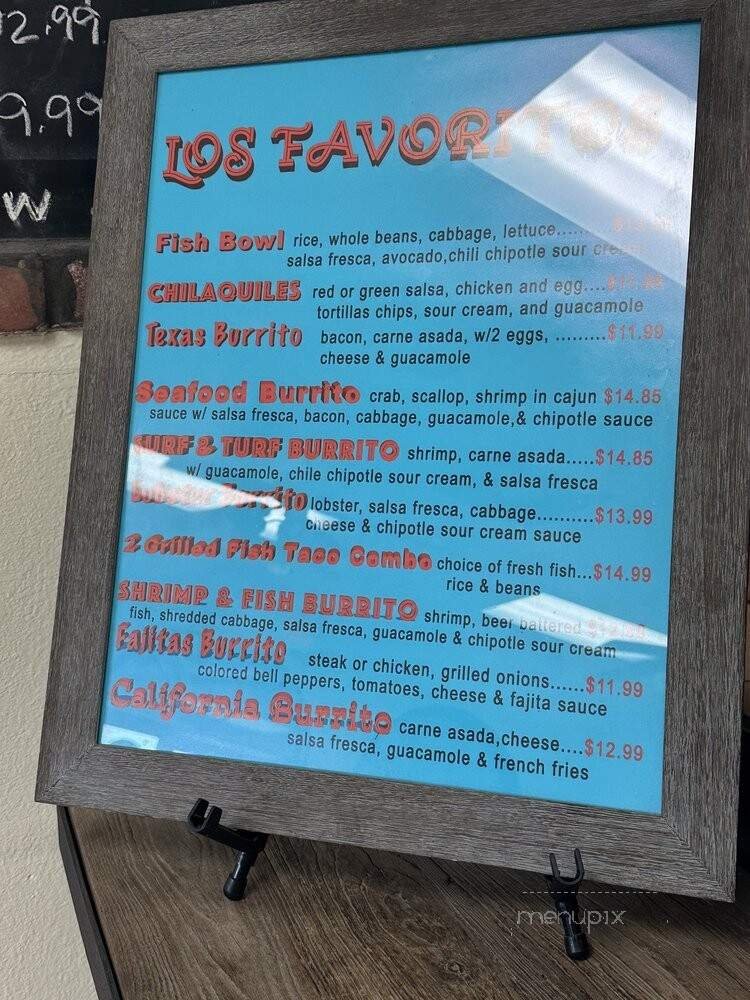 2.99
9.99
W
LOS FAVORITOS
Fish Bowl rice, whole beans, cabbage, lettuce......
salsa fresca, avocado,chili chipotle sour cream
CHILAQUILES red or green salsa, chicken and egg....
tortillas chips, sour cream, and guacamole
Texas Burrito bacon, carne asada, w/2 eggs, .........$11.99
cheese & guacamole
Seafood Burrito crab, scallop, shrimp in cajun $14.85
sauce w/ salsa fresca, bacon, cabbage, guacamole,& chipotle sauce
SURF & TURF BURRITO shrimp, carne asada.....$14.85
w/ guacamole, chile chipotle sour cream, & salsa fresca
Lobster Burrito lobster, salsa fresca, cabbage..........$13.99
cheese & chipotle sour cream sauce
2 Grilled Fish Taco Combo choice of fresh fish...$14.99
rice & beans
SHRIMP & FISH BURRITO shrimp, beer battered
fish, shredded cabbage, salsa fresca, guacamole & chipotle sour cream
Fajitas Burrito steak or chicken, grilled onions......$11.99
colored bell peppers, tomatoes, cheese & fajita sauce
California Burrito carne asada,cheese....$12.99
salsa fresca, guacamole & french fries
menupix